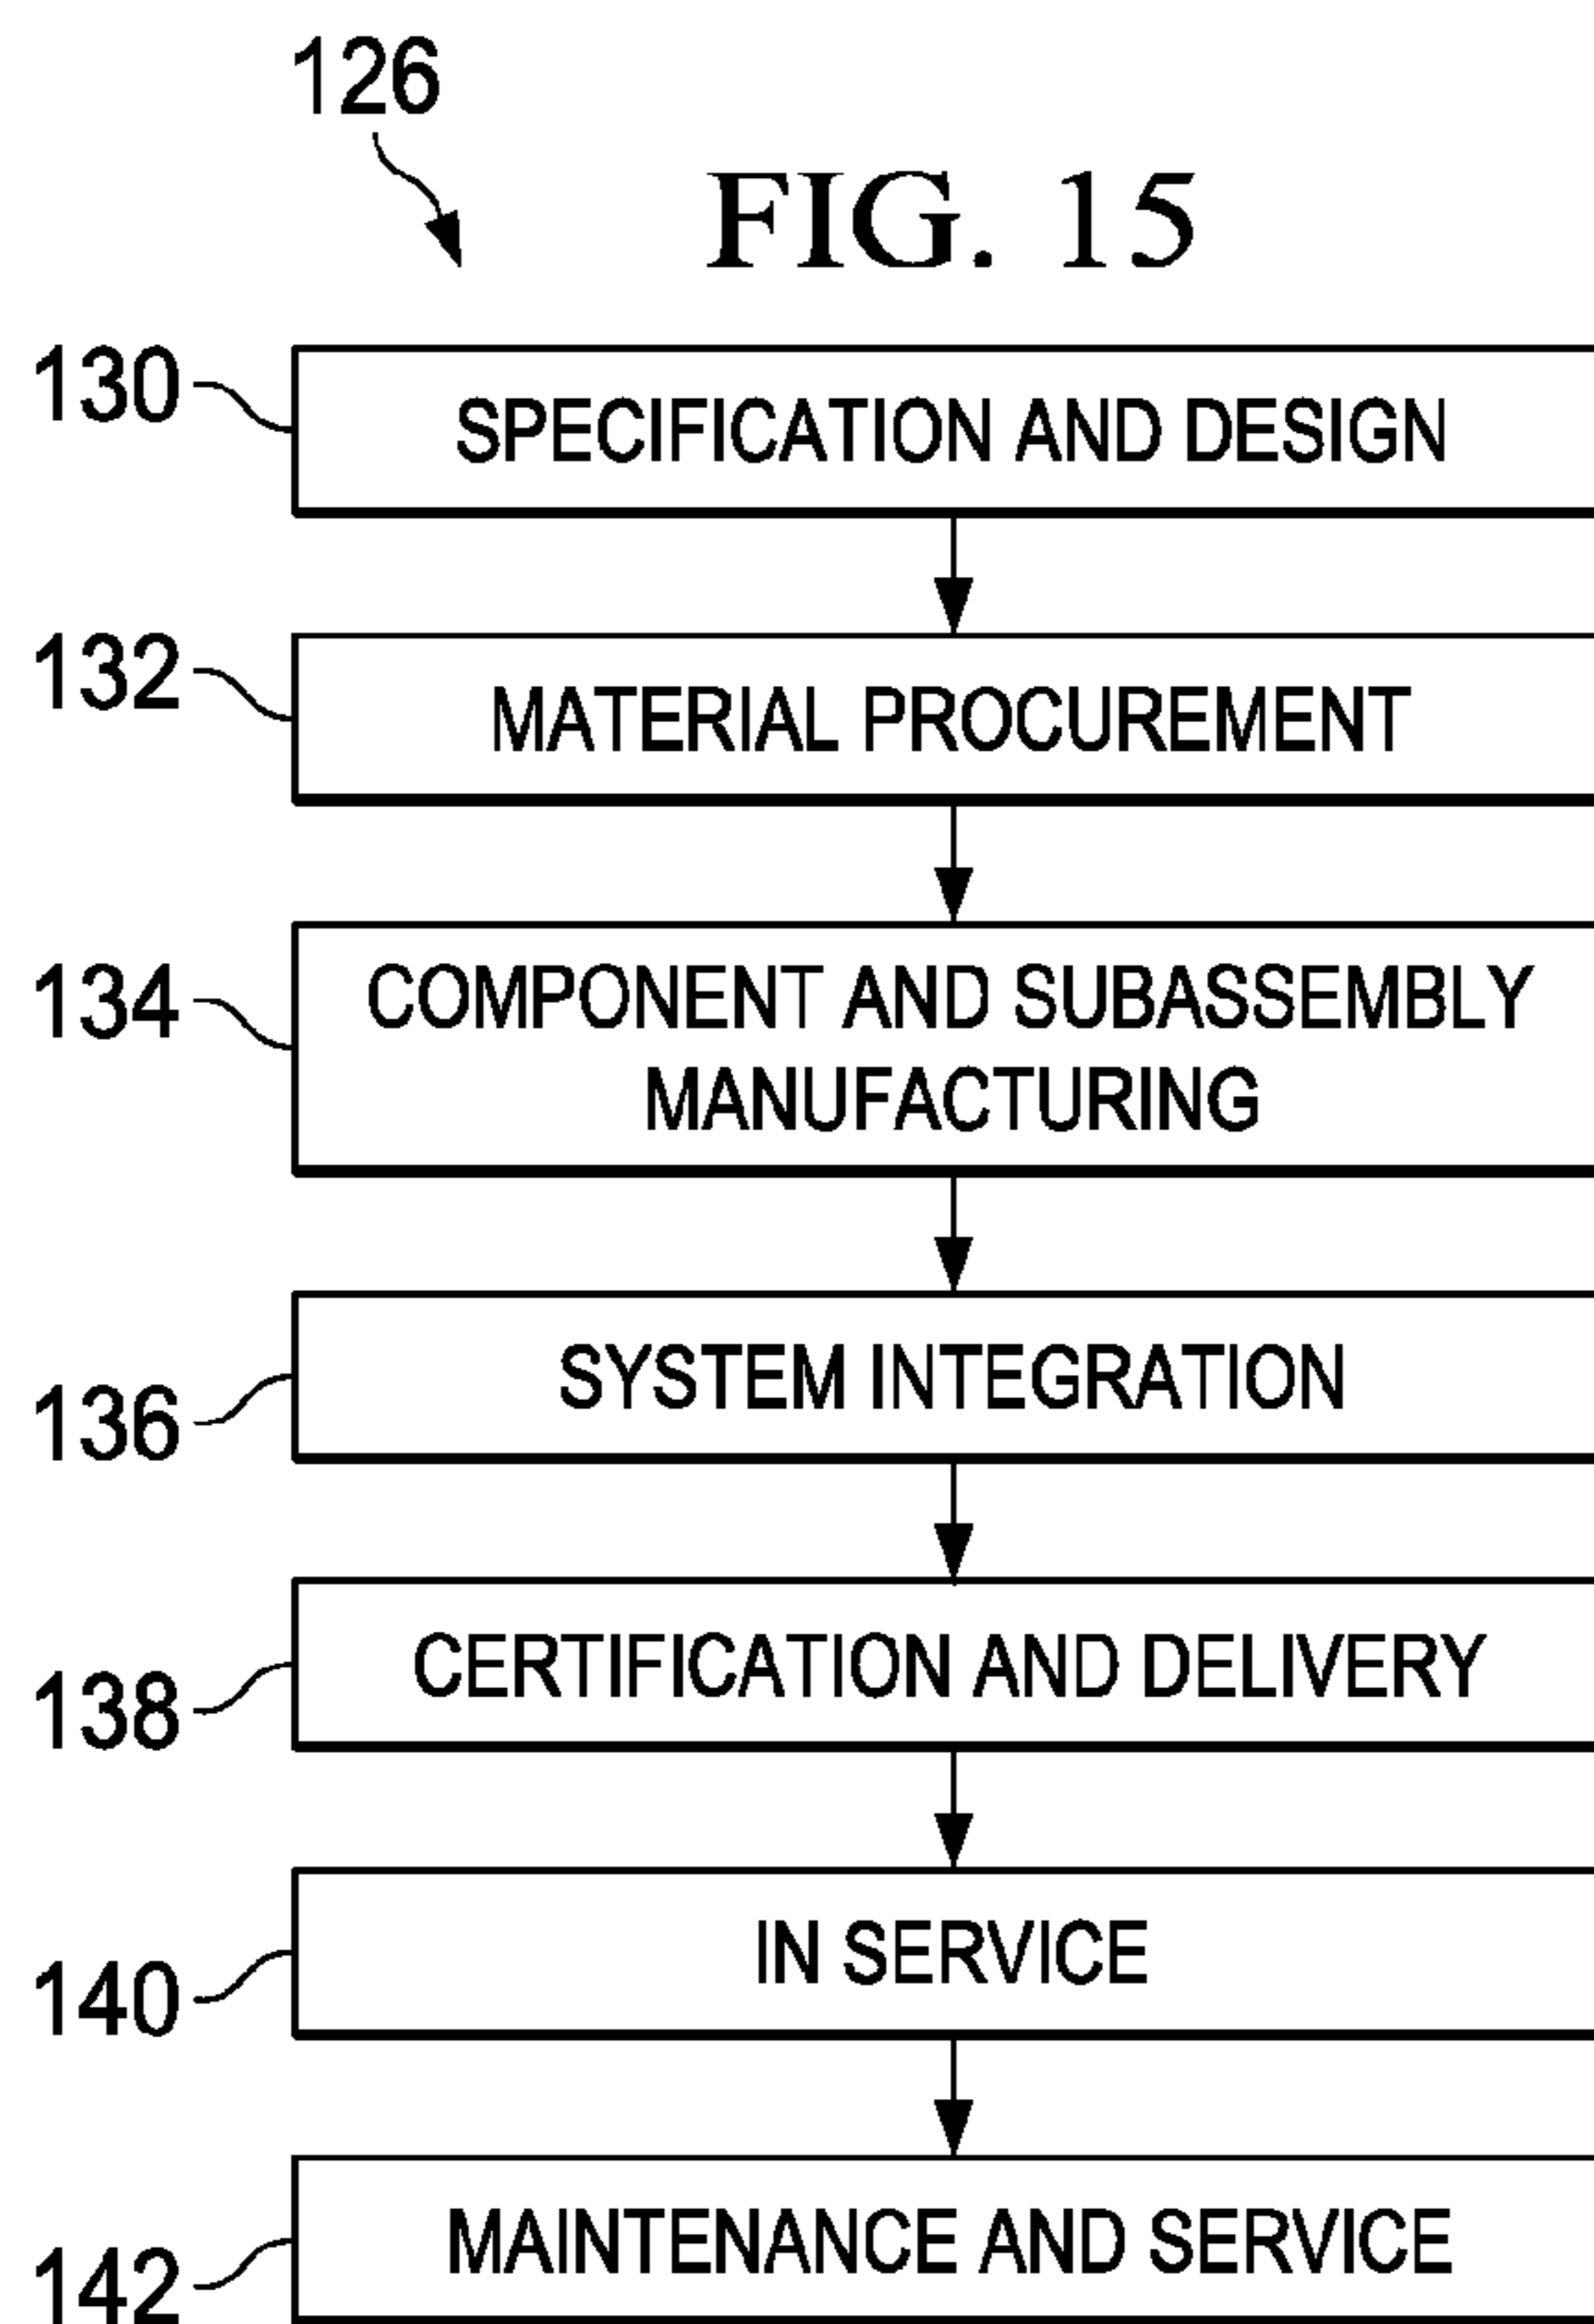 126
FIG. 15
130
SPECIFICATION AND DESIGN
132
MATERIAL PROCUREMENT
134
COMPONENT AND SUBASSEMBLY
MANUFACTURING
136
SYSTEM INTEGRATION
138
CERTIFICATION AND DELIVERY
140
IN SERVICE
142
MAINTENANCE AND SERVICE